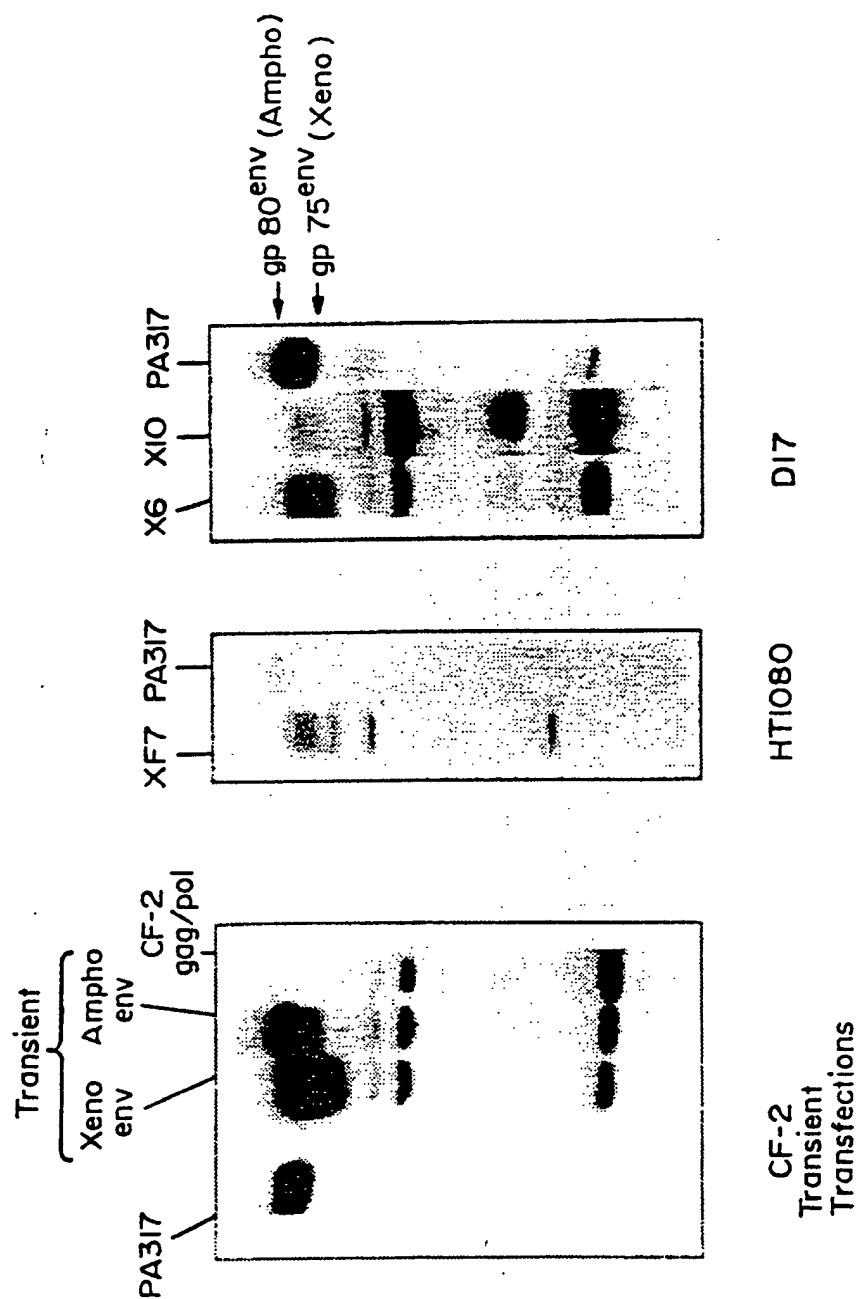 Transient
Xeno env
Ampho env
PA317
CF-2 gag/pol
XF7
PA317
X6
X10
PA317
gp 80env (Ampho)
gp 75env (Xeno)
CF-2
Transient
Transfections
HT1080
D17